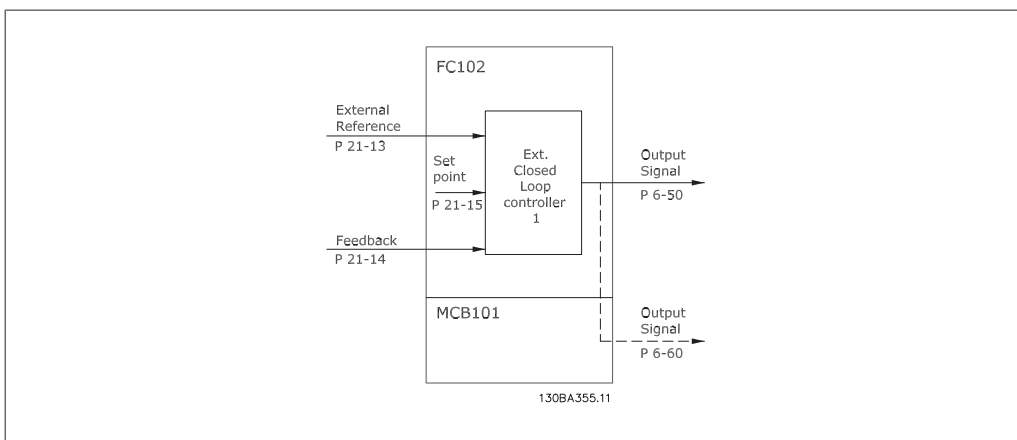 FC102
External
Reference
P 21-13
Set
point
P 21-15
Feedback
P 21-14
Ext.
Closed
Loop
controller
1
Output
Signal
P 6-50
MCB101
Output
Signal
P 6-60
130BA355.11